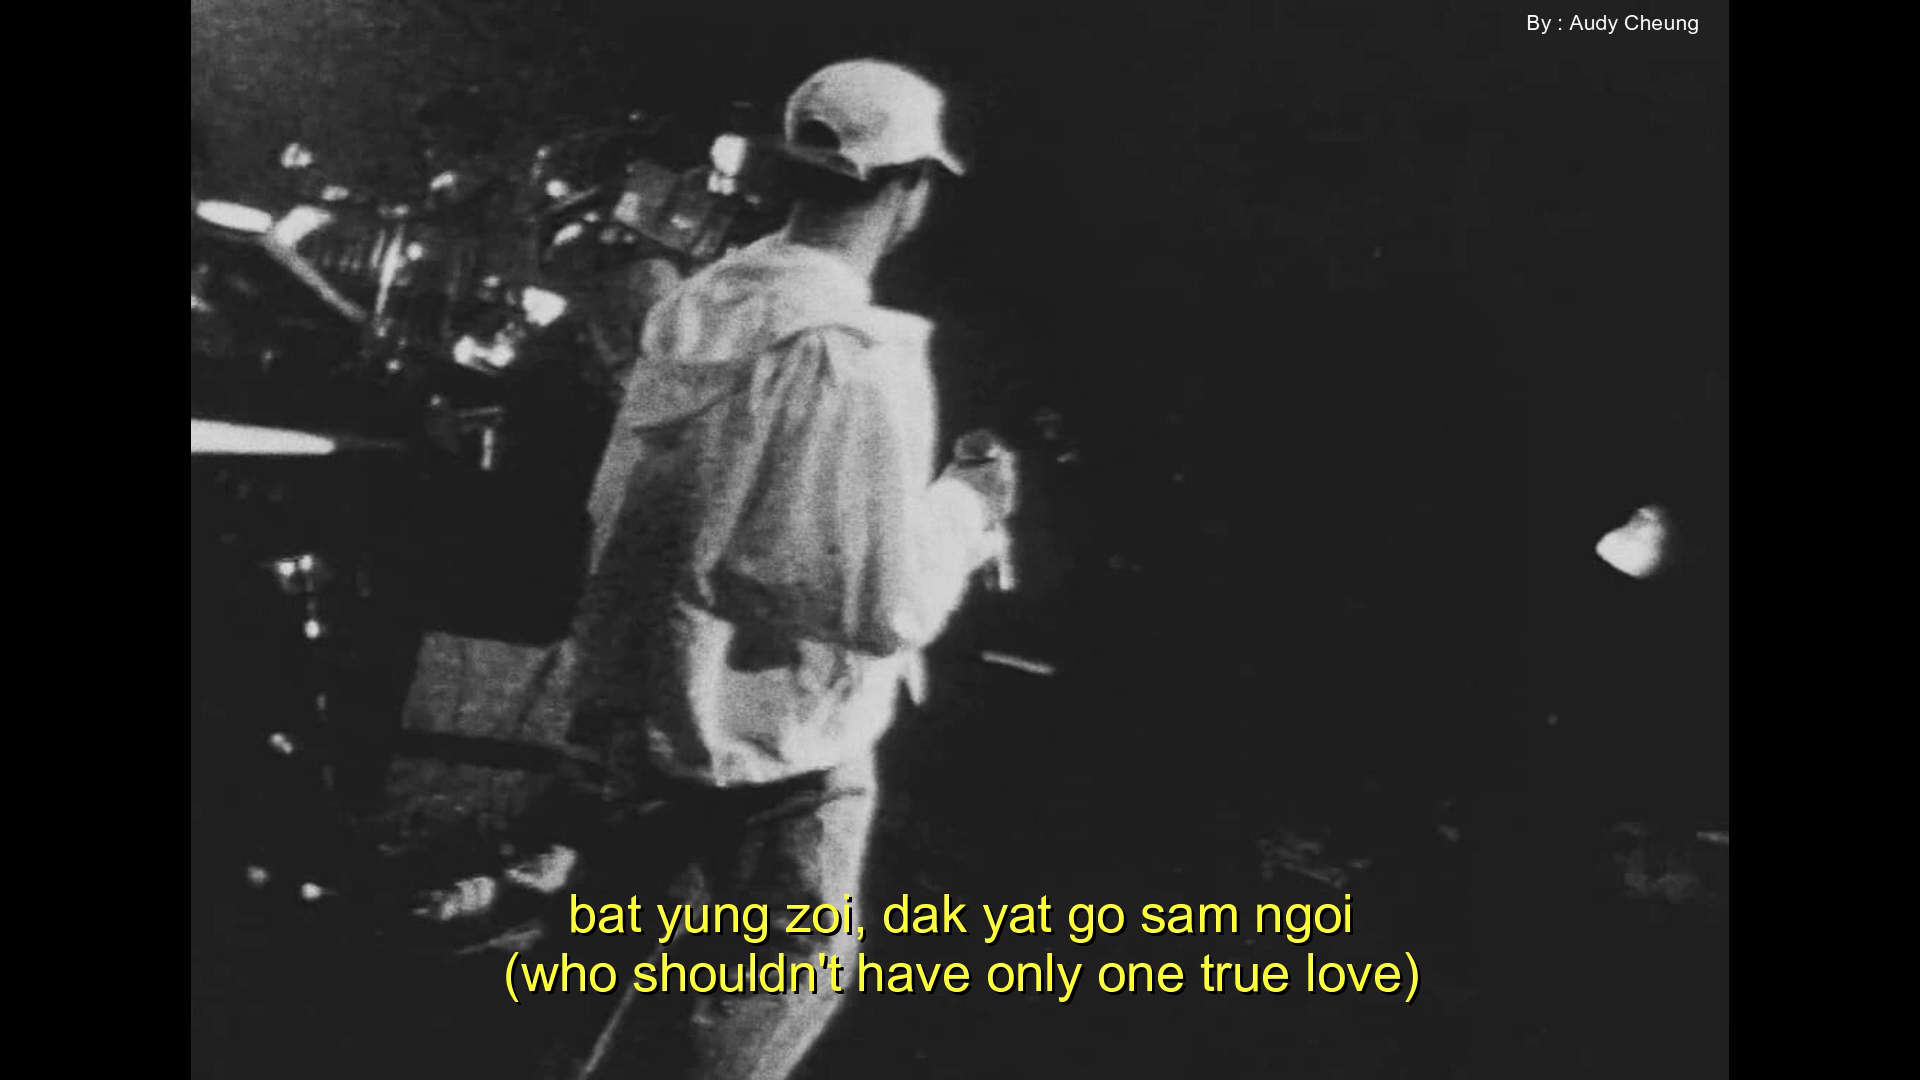 By : Audy Cheung
bat yung zoi, dak yat go sam ngoi
(who shouldn't have only one true love)